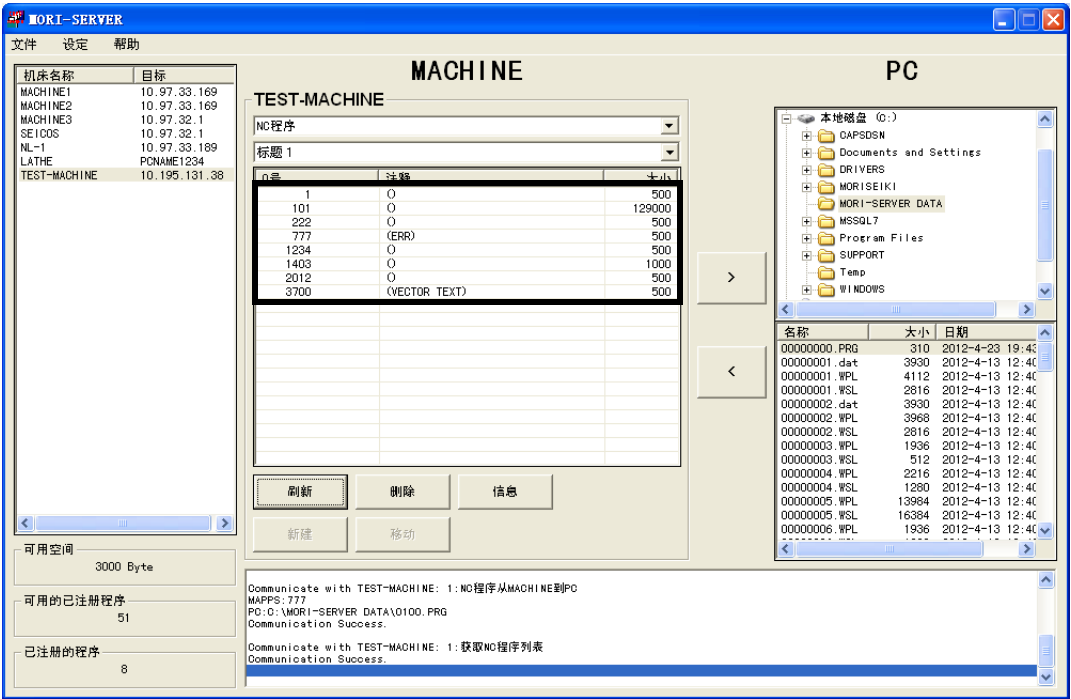 MORI-SERVER
文件 设定 帮助
机床名称 目标
MACHINE1 10.97.33.169
MACHINE2 10.97.33.169
MACHINE3 10.97.32.1
SEICOS 10.97.32.1
NL-1 10.97.33.189
LATHE PCNAME1234
TEST-MACHINE 10.195.131.38
可用空间
3000 Byte
可用的已注册程序
51
已注册的程序
8
MACHINE
TEST-MACHINE
NC程序
标题 1
O号 注释 大小
1 () 500
101 () 129000
222 () 500
777 (ERR) 500
1234 () 500
1403 () 1000
2012 () 500
3700 (VECTOR TEXT) 500
刷新 删除 信息
新建 移动
>
<
PC
本地磁盘 (C:)
CAPSDSN
Documents and Settings
DRIVERS
MORISEIKI
MORI-SERVER DATA
MSSQL7
Program Files
SUPPORT
Temp
WINDOWS
名称 大小 日期
00000000.PRG 310 2012-4-23 19:43
00000001.dat 3930 2012-4-13 12:40
00000001.WPL 4112 2012-4-13 12:40
00000001.WSL 2816 2012-4-13 12:40
00000002.dat 3930 2012-4-13 12:40
00000002.WPL 3968 2012-4-13 12:40
00000002.WSL 2816 2012-4-13 12:40
00000003.WPL 1936 2012-4-13 12:40
00000003.WSL 512 2012-4-13 12:40
00000004.WPL 2216 2012-4-13 12:40
00000004.WSL 1280 2012-4-13 12:40
00000005.WPL 13984 2012-4-13 12:40
00000005.WSL 16384 2012-4-13 12:40
00000006.WPL 1936 2012-4-13 12:40
Communicate with TEST-MACHINE: 1:NC程序从MACHINE到PC
MAPPS:777
PC:C:\MORI-SERVER DATA\O100.PRG
Communication Success.
Communicate with TEST-MACHINE: 1:获取NC程序列表
Communication Success.